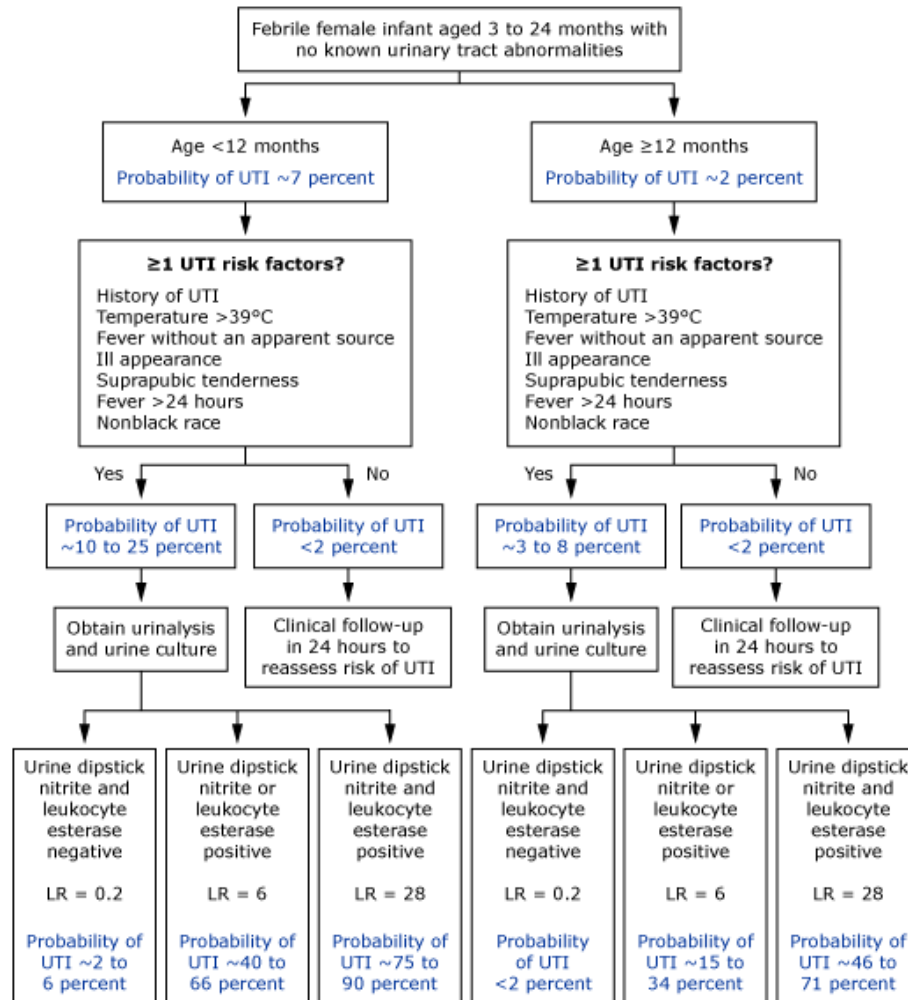 Febrile female infant aged 3 to 24 months with
no known urinary tract abnormalities
Age <12 months
Probability of UTI ~7 percent
Age ≥12 months
Probability of UTI ~2 percent
≥1 UTI risk factors?
History of UTI
Temperature >39°C
Fever without an apparent source
Ill appearance
Suprapubic tenderness
Fever >24 hours
Nonblack race
≥1 UTI risk factors?
History of UTI
Temperature >39°C
Fever without an apparent source
Ill appearance
Suprapubic tenderness
Fever >24 hours
Nonblack race
Yes
No
Yes
No
Probability of UTI
~10 to 25 percent
Probability of UTI
<2 percent
Probability of UTI
~3 to 8 percent
Probability of UTI
<2 percent
Obtain urinalysis
and urine culture
Clinical follow-up
in 24 hours to
reassess risk of UTI
Obtain urinalysis
and urine culture
Clinical follow-up
in 24 hours to
reassess risk of UTI
Urine dipstick
nitrite and
leukocyte
esterase
negative
LR = 0.2
Probability of
UTI ~2 to
6 percent
Urine dipstick
nitrite or
leukocyte
esterase
positive
LR = 6
Probability of
UTI ~40 to
66 percent
Urine dipstick
nitrite and
leukocyte
esterase
positive
LR = 28
Probability of
UTI ~75 to
90 percent
Urine dipstick
nitrite and
leukocyte
esterase
negative
LR = 0.2
Probability
of UTI
<2 percent
Urine dipstick
nitrite or
leukocyte
esterase
positive
LR = 6
Probability of
UTI ~15 to
34 percent
Urine dipstick
nitrite and
leukocyte
esterase
positive
LR = 28
Probability of
UTI ~46 to
71 percent